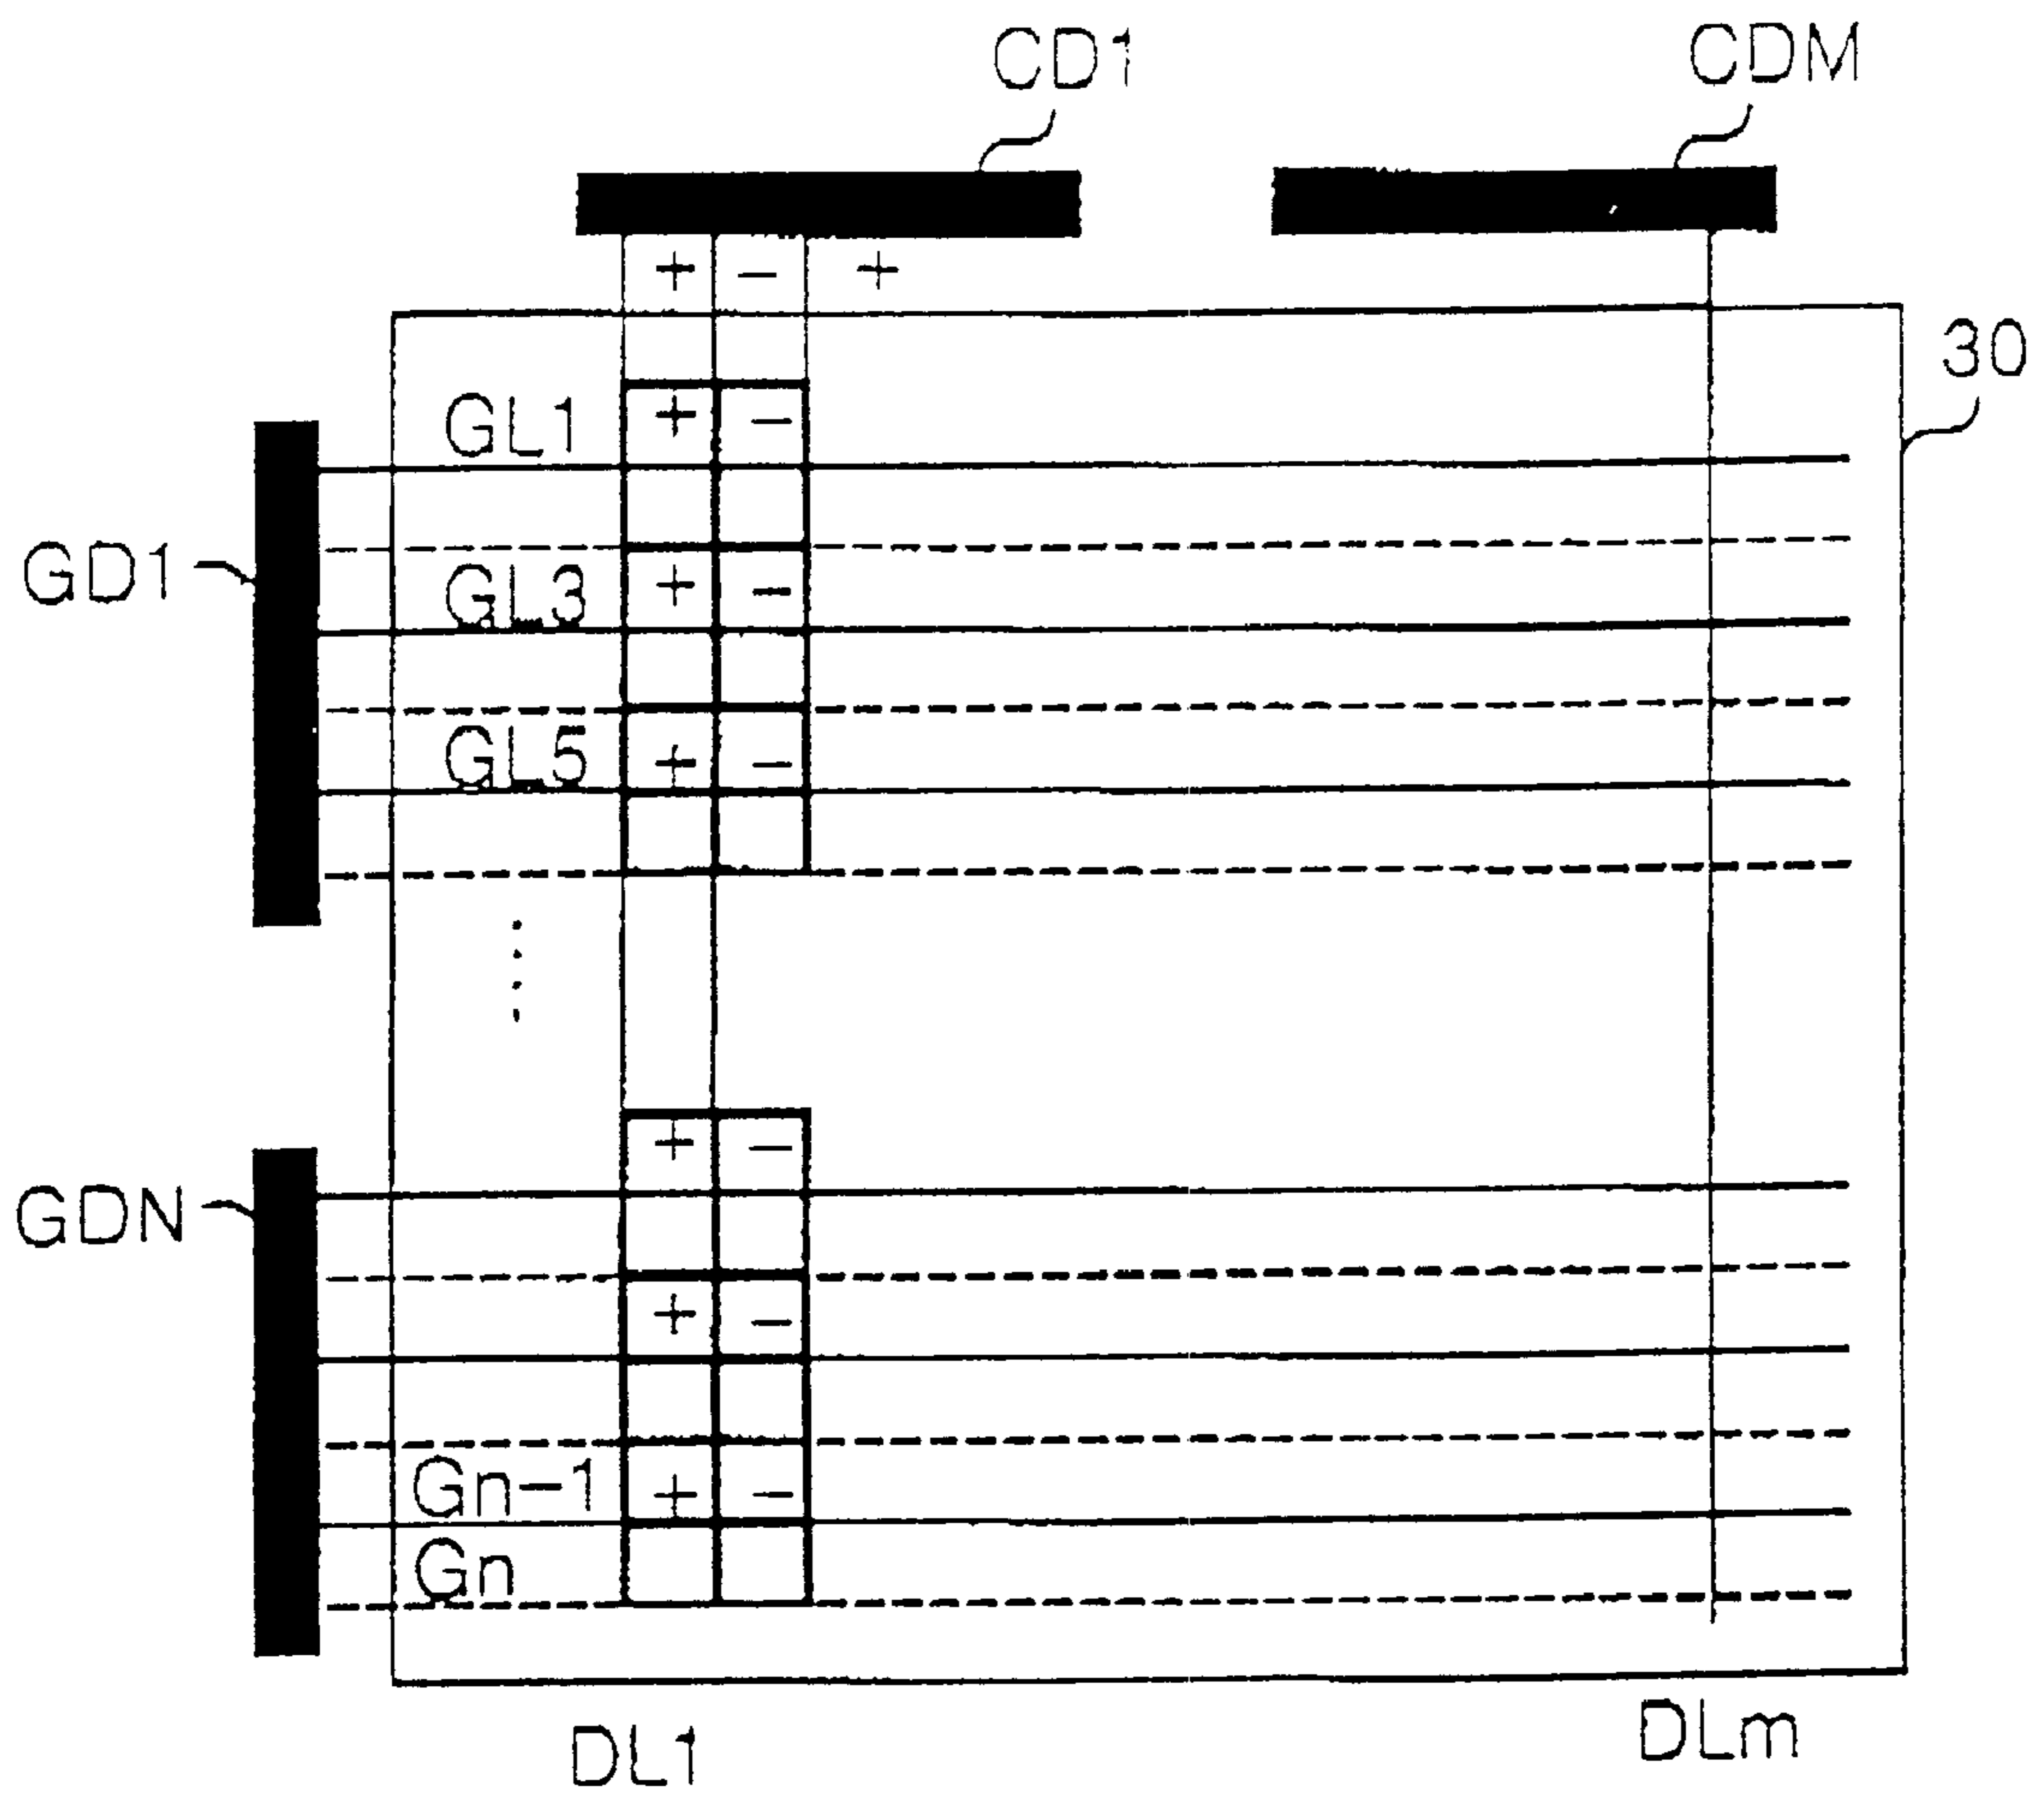 CD1 CDM
+ − +
30
GL1 + −
GD1
GL3 + −
GL5 + −
+ −
GDN
+ −
Gn−1 + −
Gn
DL1 DLm